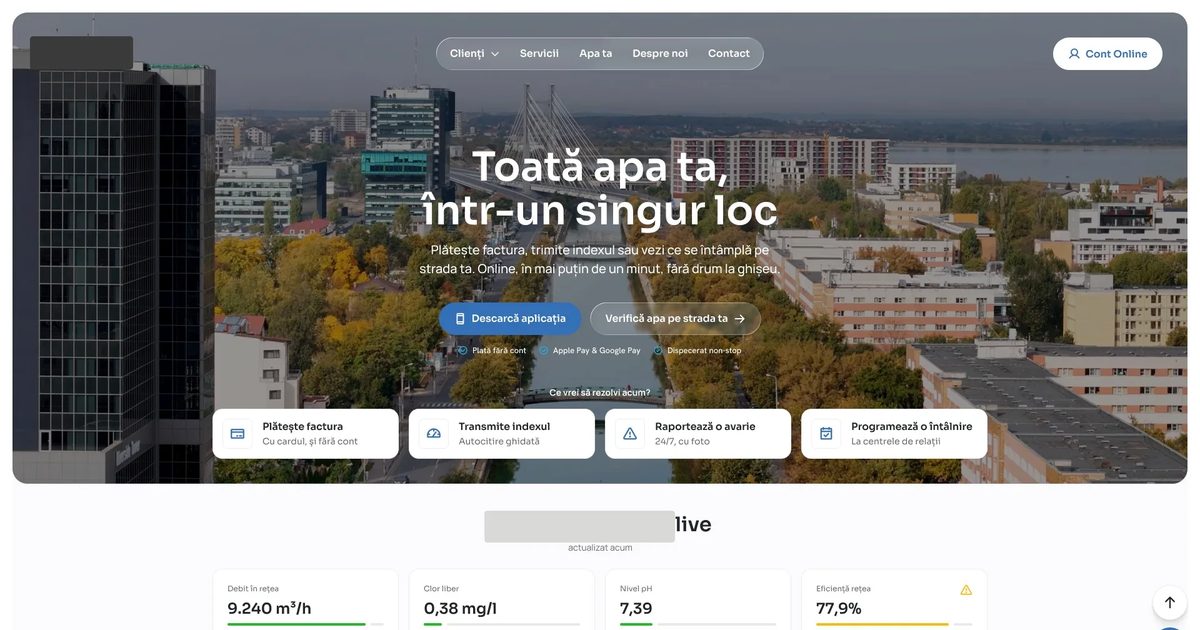 Clienți
Servicii
Apa ta
Despre noi
Contact
Cont Online
Toată apa ta,
într-un singur loc
Plătește factura, trimite indexul sau vezi ce se întâmplă pe
strada ta. Online, în mai puțin de un minut, fără drum la ghișeu.
Descarcă aplicația
Verifică apa pe strada ta
Plată fără cont
Apple Pay & Google Pay
Dispecerat non-stop
Ce vrei să rezolvi acum?
Plătește factura
Cu cardul, și fără cont
Transmite indexul
Autocitire ghidată
Raportează o avarie
24/7, cu foto
Programează o întâlnire
La centrele de relații
live
actualizat acum
Debit în rețea
9.240 m³/h
Clor liber
0,38 mg/l
Nivel pH
7,39
Eficiență rețea
77,9%